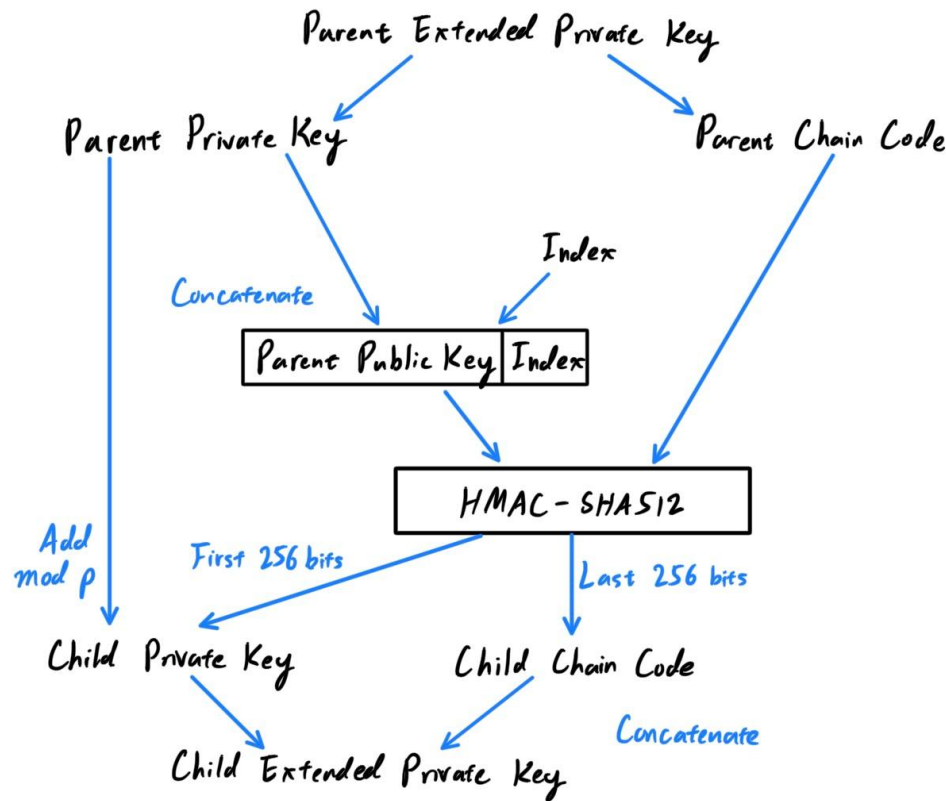 Parent Extended Private Key
Parent Private Key
Parent Chain Code
Index
Concatenate
Parent Public Key Index
HMAC-SHA512
Add
mod p
First 256 bits
Last 256 bits
Child Private Key
Child Chain Code
Concatenate
Child Extended Private Key